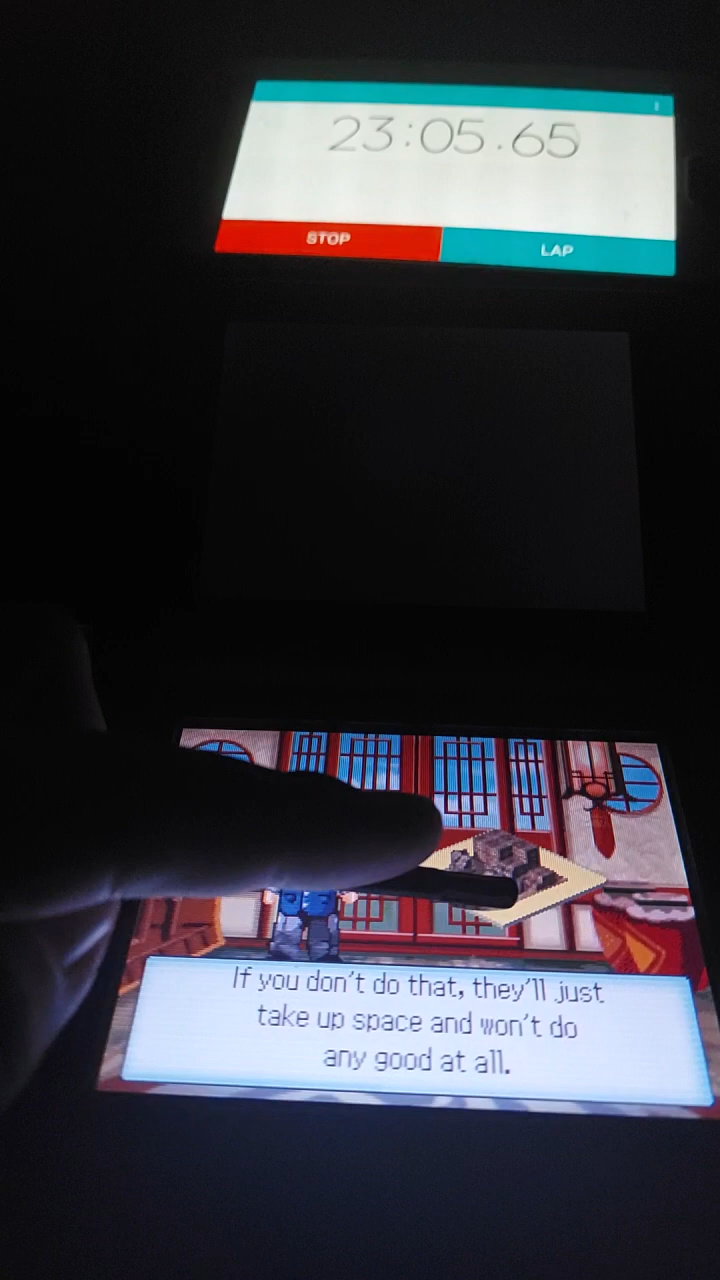 23:05.65
STOP
LAP
If you don't do that, they'll just
take up space and won't do
any good at all.